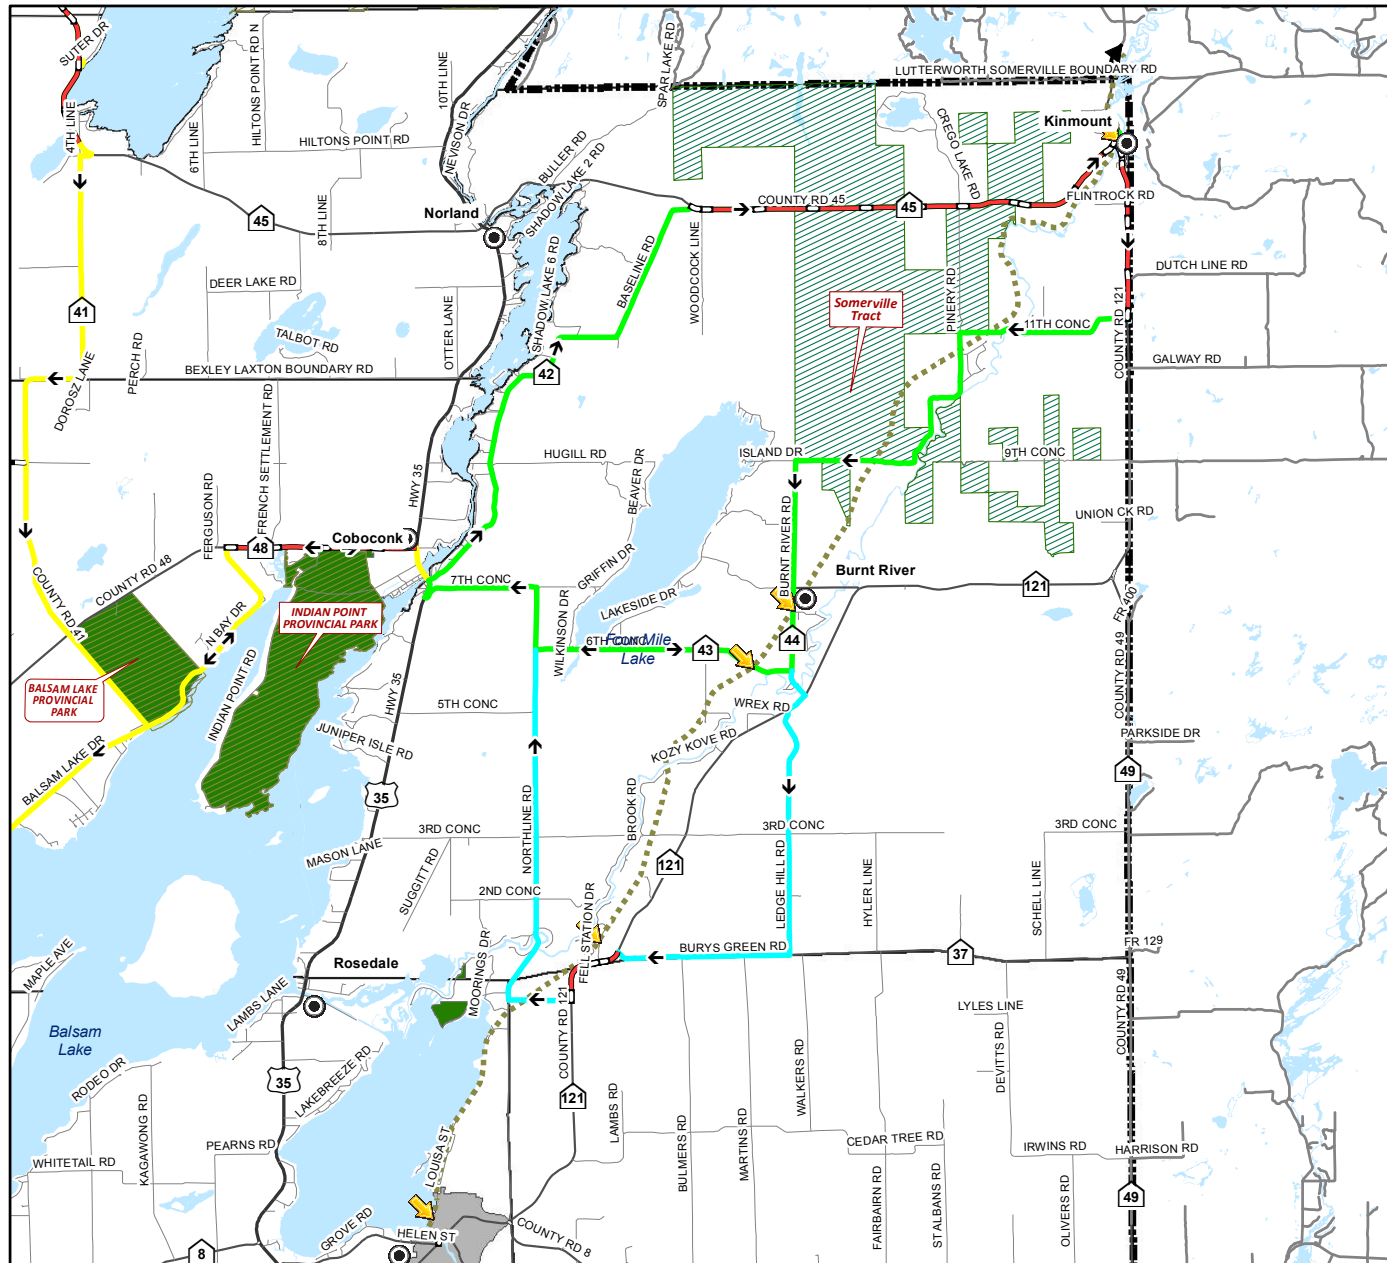 SUTER DR
HILTONS POINT RD N
10TH LINE
SPAR LAKE RD
LUTTERWORTH SOMERVILLE BOUNDARY RD
4TH LINE
6TH LINE
HILTONS POINT RD
NEVISON DR
BULLER RD
SHADOW LAKE 2 RD
CREGO LAKE RD
Kinmount
8TH LINE
45
Norland
COUNTY RD 45
45
FLINTROCK RD
DEER LAKE RD
SHADOW LAKE 6 RD
BASELINE RD
WOODCOCK LINE
PINERY RD
DUTCH LINE RD
41
TALBOT RD
OTTER LANE
Somerville
Tract
11TH CONC
COUNTY RD 121
PERCH RD
DOROSZ LANE
BEXLEY LAXTON BOUNDARY RD
42
GALWAY RD
FRENCH SETTLEMENT RD
HUGILL RD
BEAVER DR
ISLAND DR
9TH CONC
FERGUSON RD
HWY 35
BURNT RIVER RD
UNION CK RD
48
Coboconk
COUNTY RD 48
COUNTY RD 41
7TH CONC
GRIFFIN DR
Burnt River
121
FR 400
N BAY DR
INDIAN POINT
PROVINCIAL PARK
WILKINSON DR
LAKESIDE DR
6TH CONC
Four Mile
Lake
43
44
COUNTY RD 49
BALSAM LAKE
PROVINCIAL
PARK
INDIAN POINT RD
HWY 35
5TH CONC
WREX RD
KOZY KOVE RD
JUNIPER ISLE RD
PARKSIDE DR
BALSAM LAKE DR
35
49
NORTHLINE RD
BROOK RD
3RD CONC
3RD CONC
3RD CONC
MASON LANE
SUGGITT RD
121
LEDGE HILL RD
HYLER LINE
SCHELL LINE
2ND CONC
FELL STATION DR
MOORINGS DR
BURYS GREEN RD
37
FR 129
MAPLE AVE
Rosedale
LAMBS LANE
COUNTY RD 121
LYLES LINE
COUNTY RD 49
Balsam
Lake
RODEO DR
35
LAKEBREEZE RD
121
LAMBS RD
WALKERS RD
DEVITTS RD
KAGAWONG RD
PEARNS RD
LOUISA ST
BULMERS RD
MARTINS RD
CEDAR TREE RD
IRWINS RD
HARRISON RD
WHITETAIL RD
FAIRBAIRN RD
ST ALBANS RD
OLIVERS RD
49
GROVE RD
HELEN ST
COUNTY RD 8
8